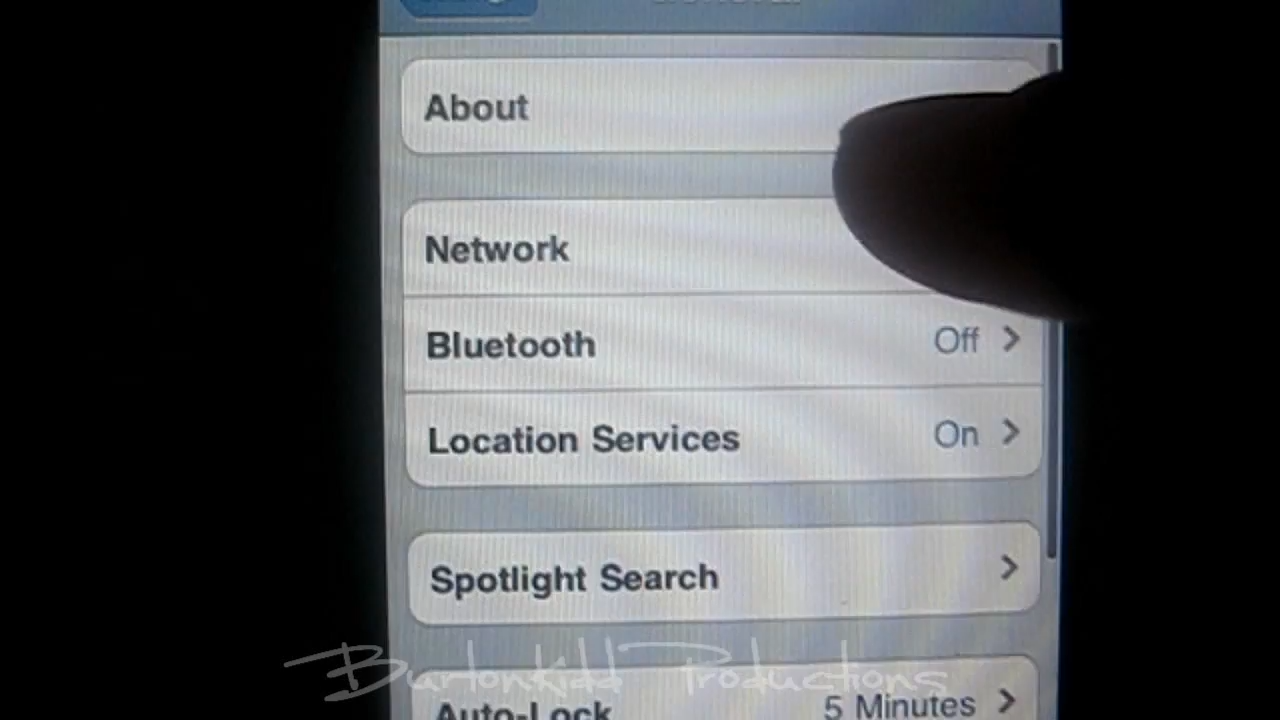 About
Network
Bluetooth Off
Location Services On
Spotlight Search
BurtonKidd Productions
Auto-Lock 5 Minutes